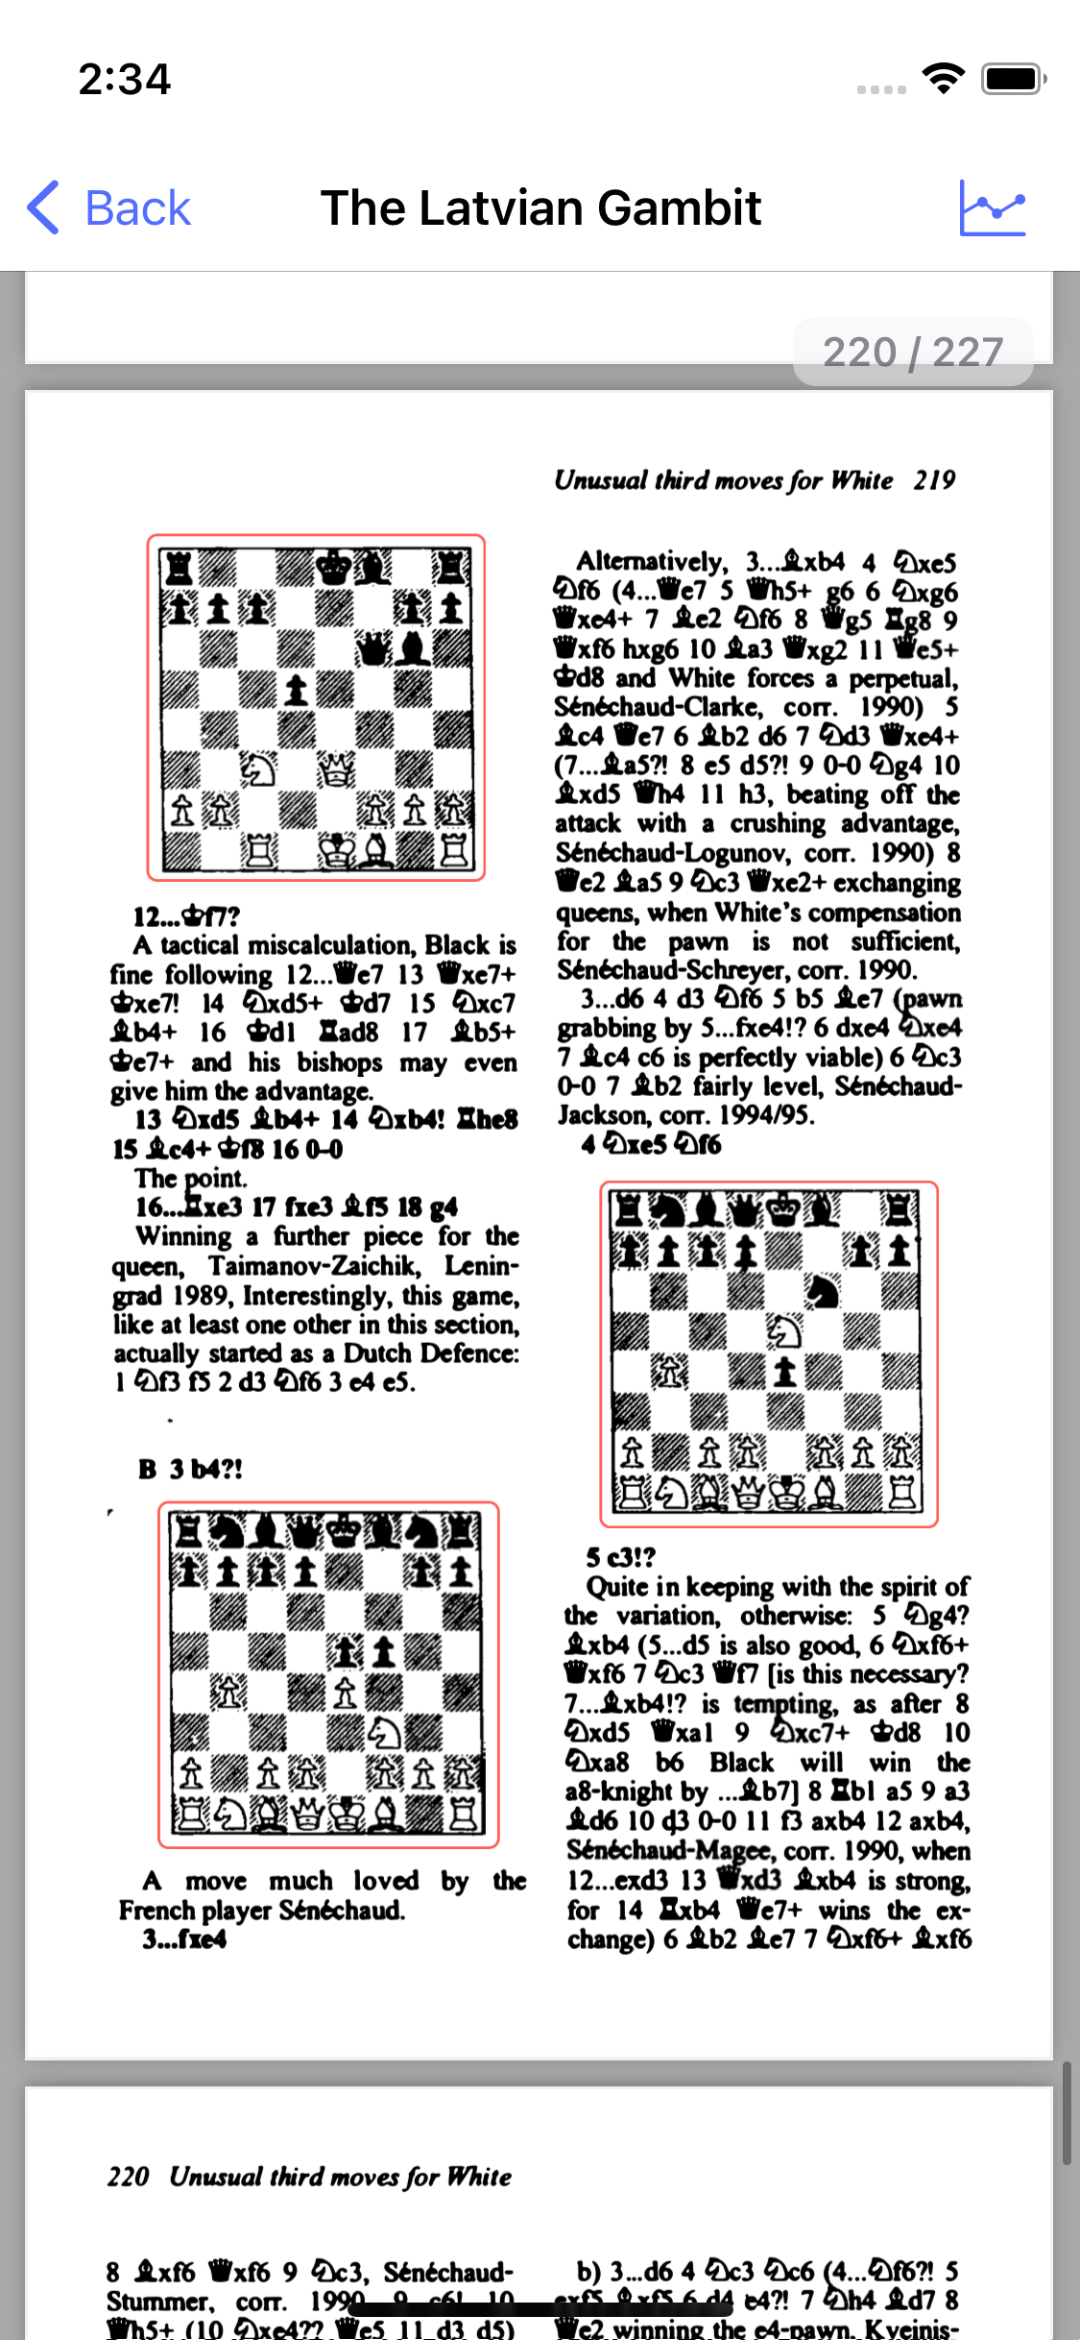 2:34
Back
The Latvian Gambit
220 / 227
Unusual third moves for White 219
12...♚f7?
A tactical miscalculation, Black is
fine following 12...♛e7 13 ♛xe7+
♚xe7! 14 ♘xd5+ ♚d7 15 ♘xc7
♝b4+ 16 ♚d1 ♜ad8 17 ♝b5+
♚e7+ and his bishops may even
give him the advantage.
13 ♘xd5 ♝b4+ 14 ♘xb4! ♜he8
15 ♝c4+ ♚f8 16 0-0
The point.
16...♜xe3 17 fxe3 ♝f5 18 g4
Winning a further piece for the
queen, Taimanov-Zaichik, Lenin-
grad 1989, Interestingly, this game,
like at least one other in this section,
actually started as a Dutch Defence:
1 ♘f3 f5 2 d3 ♘f6 3 e4 e5.
B 3 b4?!
A move much loved by the
French player Sénéchaud.
3...fxe4
Alternatively, 3...♝xb4 4 ♘xe5
♘f6 (4...♛e7 5 ♛h5+ g6 6 ♘xg6
♛xe4+ 7 ♝e2 ♘f6 8 ♛g5 ♜g8 9
♛xf6 hxg6 10 ♝a3 ♛xg2 11 ♛e5+
♚d8 and White forces a perpetual,
Sénéchaud-Clarke, corr. 1990) 5
♝c4 ♛e7 6 ♝b2 d6 7 ♘d3 ♛xe4+
(7...♝a5?! 8 e5 d5?! 9 0-0 ♘g4 10
♝xd5 ♛h4 11 h3, beating off the
attack with a crushing advantage,
Sénéchaud-Logunov, corr. 1990) 8
♛e2 ♝a5 9 ♘c3 ♛xe2+ exchanging
queens, when White's compensation
for the pawn is not sufficient,
Sénéchaud-Schreyer, corr. 1990.
3...d6 4 d3 ♘f6 5 b5 ♝e7 (pawn
grabbing by 5...fxe4!? 6 dxe4 ♘xe4
7 ♝c4 c6 is perfectly viable) 6 ♘c3
0-0 7 ♝b2 fairly level, Sénéchaud-
Jackson, corr. 1994/95.
4 ♘xe5 ♘f6
5 c3!?
Quite in keeping with the spirit of
the variation, otherwise: 5 ♘g4?
♝xb4 (5...d5 is also good, 6 ♘xf6+
♛xf6 7 ♘c3 ♛f7 [is this necessary?
7...♝xb4!? is tempting, as after 8
♘xd5 ♛xa1 9 ♘xc7+ ♚d8 10
♘xa8 b6 Black will win the
a8-knight by ...♝b7] 8 ♜b1 a5 9 a3
♝d6 10 d3 0-0 11 f3 axb4 12 axb4,
Sénéchaud-Magee, corr. 1990, when
12...exd3 13 ♛xd3 ♝xb4 is strong,
for 14 ♜xb4 ♛e7+ wins the ex-
change) 6 ♝b2 ♝e7 7 ♘xf6+ ♝xf6
220 Unusual third moves for White
8 ♝xf6 ♛xf6 9 ♘c3, Sénéchaud-
Stummer, corr. 1990 9 c6! 10
♛h5+ (10 ♘xe4?? ♛e5 11 d3 d5)
b) 3...d6 4 ♘c3 ♘c6 (4...♘f6?! 5
exf5 ♝xf5 6 d4 e4?! 7 ♘h4 ♝d7 8
♛e2 winning the e4-pawn, Kveinis-